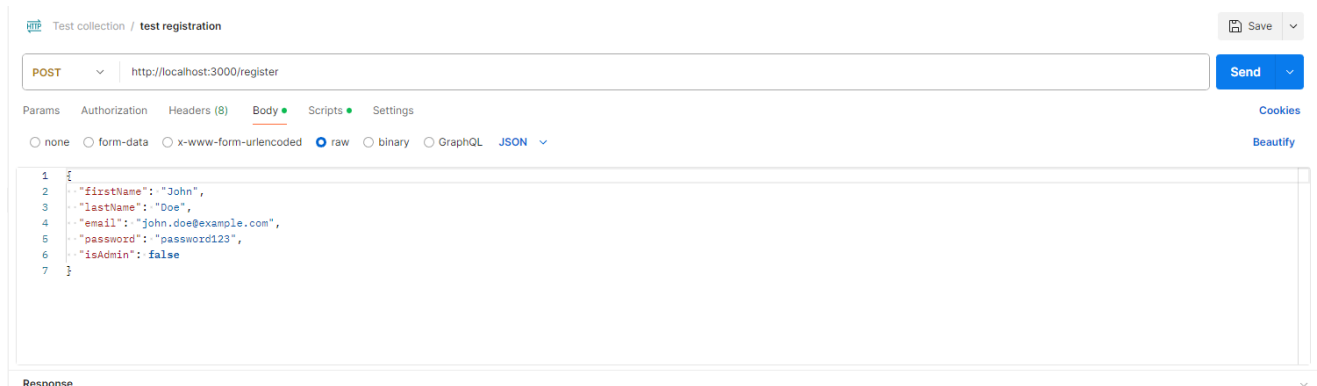 HTTP Test collection / test registration Save
POST http://localhost:3000/register Send
Params Authorization Headers (8) Body Scripts Settings Cookies
none form-data x-www-form-urlencoded raw binary GraphQL JSON Beautify
1 {
2 "firstName": "John",
3 "lastName": "Doe",
4 "email": "john.doe@example.com",
5 "password": "password123",
6 "isAdmin": false
7 }
Response